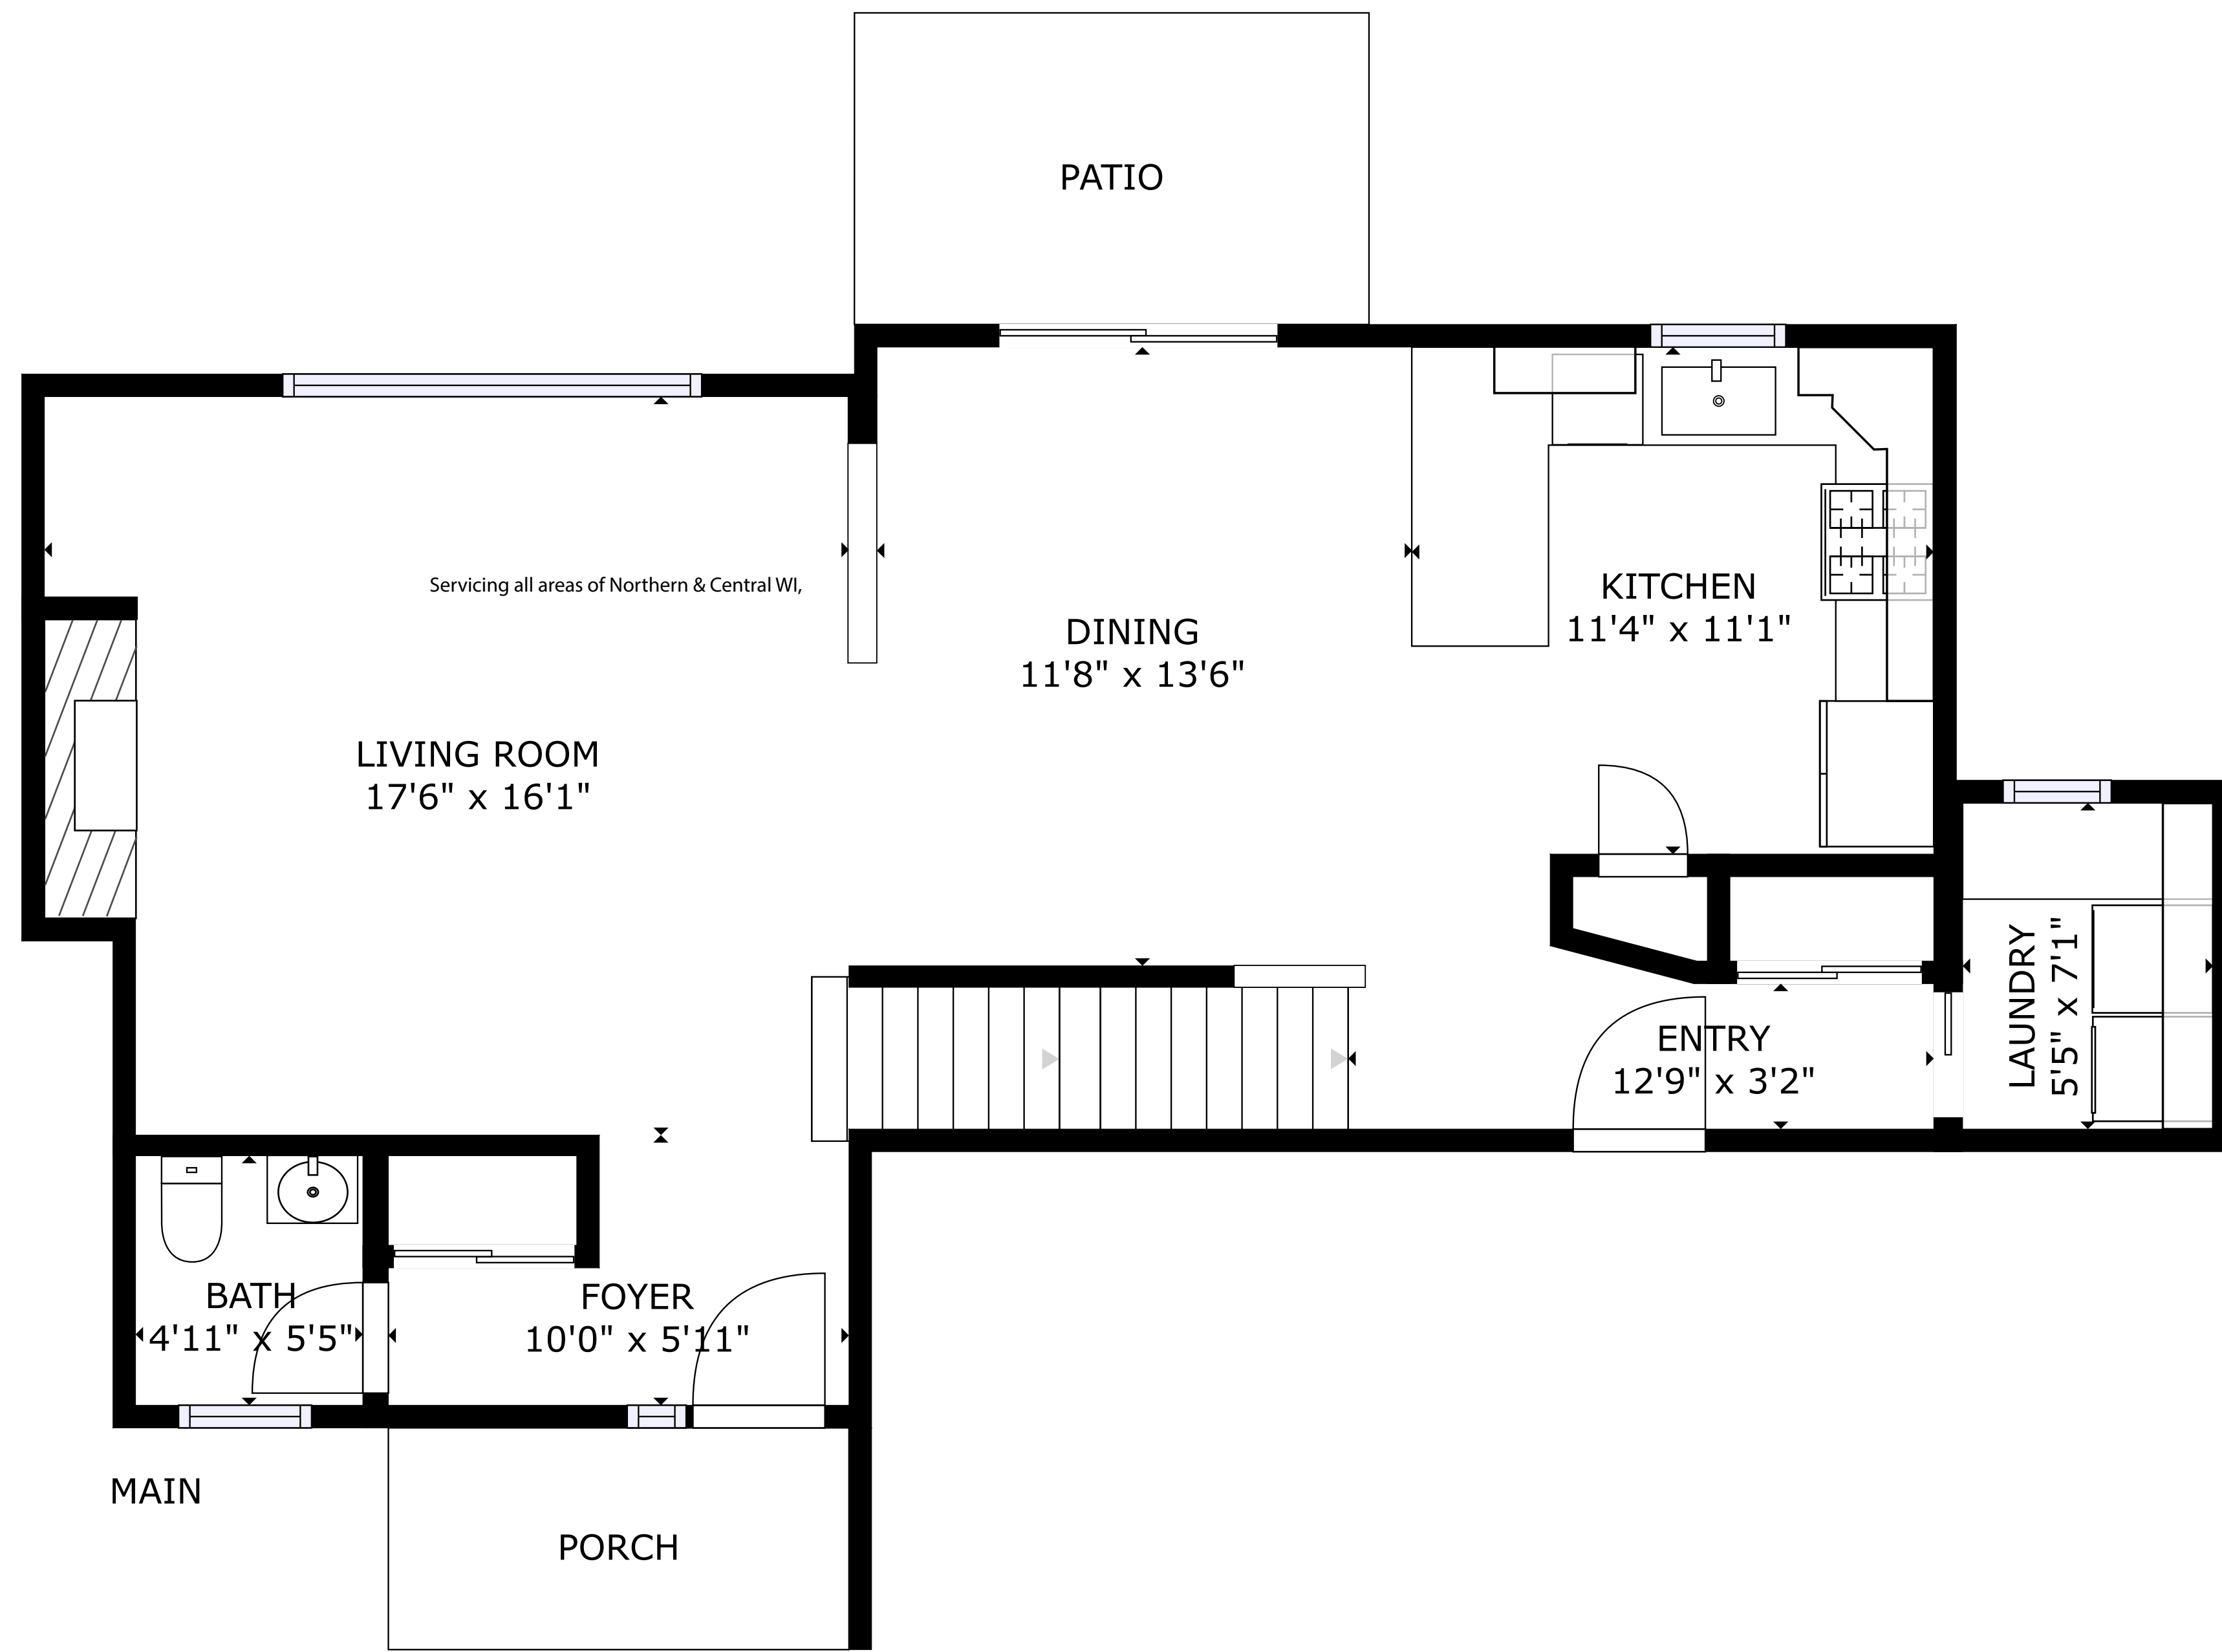 PATIO
Servicing all areas of Northern & Central WI,
KITCHEN
11'4" x 11'1"
DINING
11'8" x 13'6"
LIVING ROOM
17'6" x 16'1"
LAUNDRY
5'5" x 7'1"
ENTRY
12'9" x 3'2"
BATH
4'11" x 5'5"
FOYER
10'0" x 5'11"
MAIN
PORCH